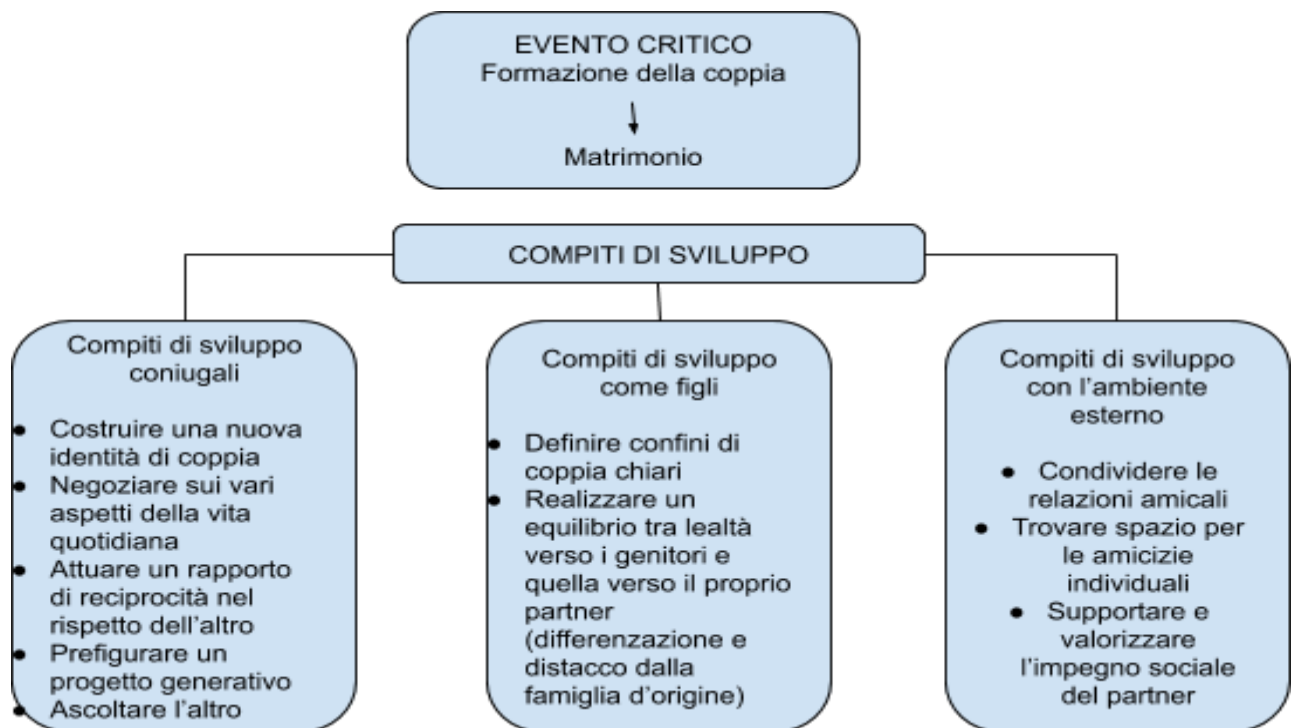 EVENTO CRITICO
Formazione della coppia
Matrimonio
COMPITI DI SVILUPPO
Compiti di sviluppo
coniugali
● Costruire una nuova
identità di coppia
● Negoziare sui vari
aspetti della vita
quotidiana
● Attuare un rapporto
di reciprocità nel
rispetto dell'altro
● Prefigurare un
progetto generativo
● Ascoltare l'altro
Compiti di sviluppo
come figli
● Definire confini di
coppia chiari
● Realizzare un
equilibrio tra lealtà
verso i genitori e
quella verso il proprio
partner
(differenzazione e
distacco dalla
famiglia d'origine)
Compiti di sviluppo
con l'ambiente
esterno
● Condividere le
relazioni amicali
● Trovare spazio per
le amicizie
individuali
● Supportare e
valorizzare
l'impegno sociale
del partner